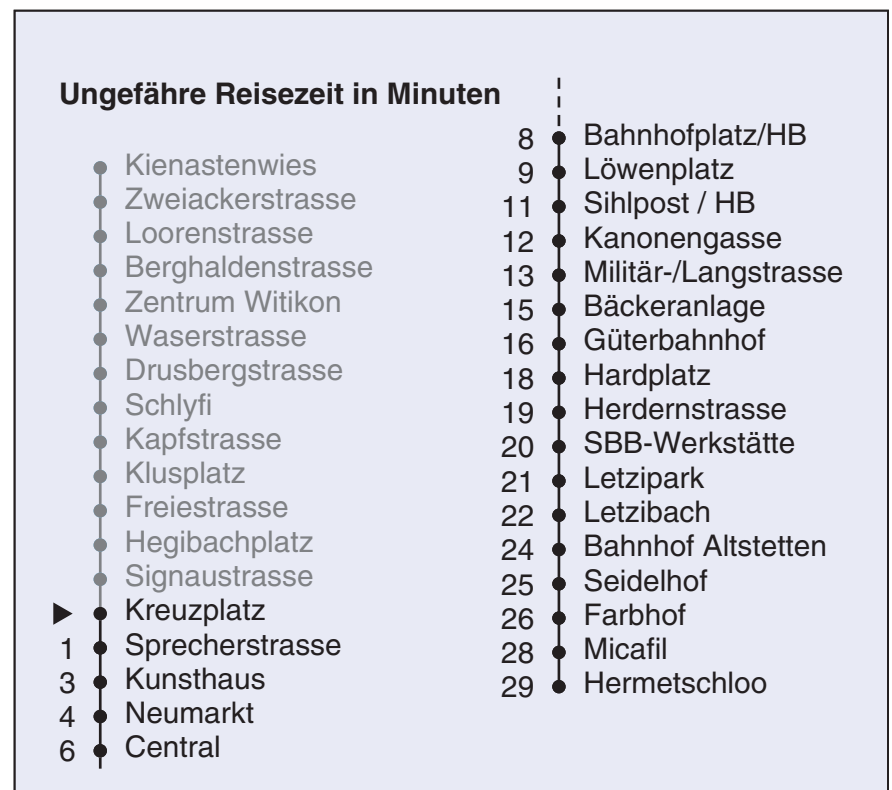 Ungefähre Reisezeit in Minuten
Kienastenwies
Zweiackerstrasse
Loorenstrasse
Berghaldenstrasse
Zentrum Witikon
Waserstrasse
Drusbergstrasse
Schlyfi
Kapfstrasse
Klusplatz
Freiestrasse
Hegibachplatz
Signaustrasse
Kreuzplatz
1 Sprecherstrasse
3 Kunsthaus
4 Neumarkt
6 Central
8 Bahnhofplatz/HB
9 Löwenplatz
11 Sihlpost / HB
12 Kanonengasse
13 Militär-/Langstrasse
15 Bäckeranlage
16 Güterbahnhof
18 Hardplatz
19 Herdernstrasse
20 SBB-Werkstätte
21 Letzipark
22 Letzibach
24 Bahnhof Altstetten
25 Seidelhof
26 Farbhof
28 Micafil
29 Hermetschloo